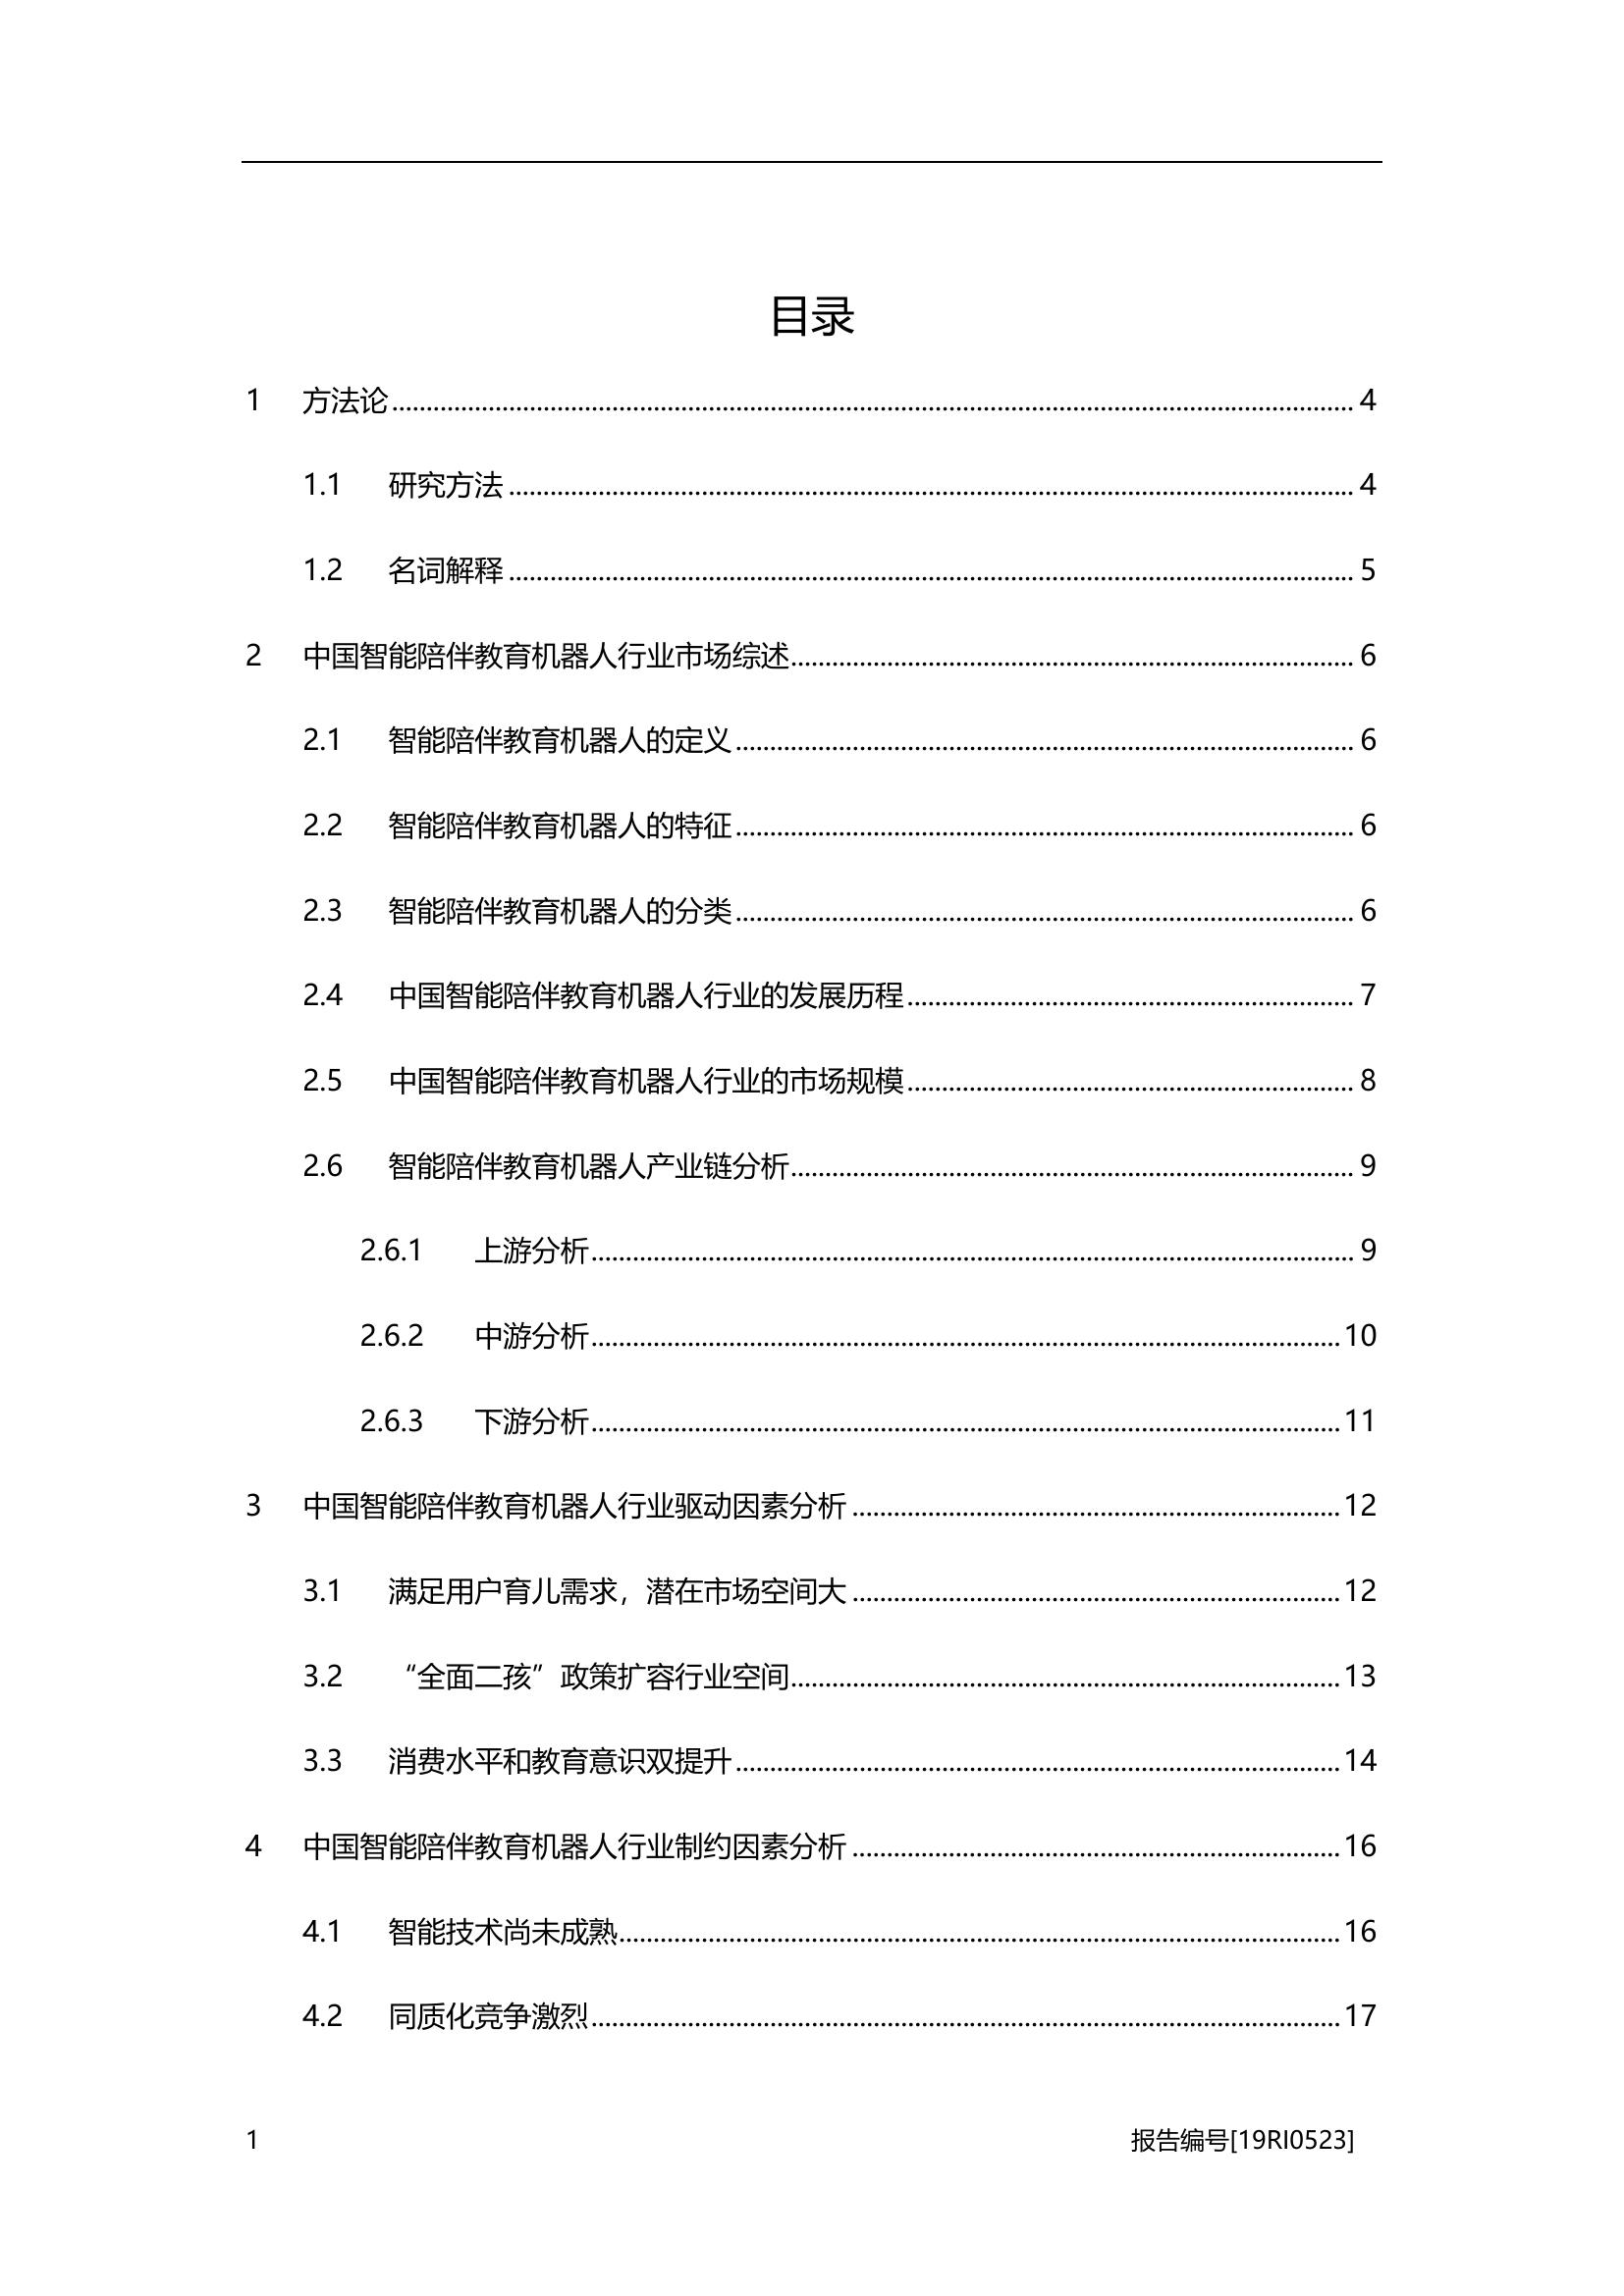 目录
1 方法论 4
1.1 研究方法 4
1.2 名词解释 5
2 中国智能陪伴教育机器人行业市场综述 6
2.1 智能陪伴教育机器人的定义 6
2.2 智能陪伴教育机器人的特征 6
2.3 智能陪伴教育机器人的分类 6
2.4 中国智能陪伴教育机器人行业的发展历程 7
2.5 中国智能陪伴教育机器人行业的市场规模 8
2.6 智能陪伴教育机器人产业链分析 9
2.6.1 上游分析 9
2.6.2 中游分析 10
2.6.3 下游分析 11
3 中国智能陪伴教育机器人行业驱动因素分析 12
3.1 满足用户育儿需求，潜在市场空间大 12
3.2 “全面二孩”政策扩容行业空间 13
3.3 消费水平和教育意识双提升 14
4 中国智能陪伴教育机器人行业制约因素分析 16
4.1 智能技术尚未成熟 16
4.2 同质化竞争激烈 17
1 报告编号[19RI0523]